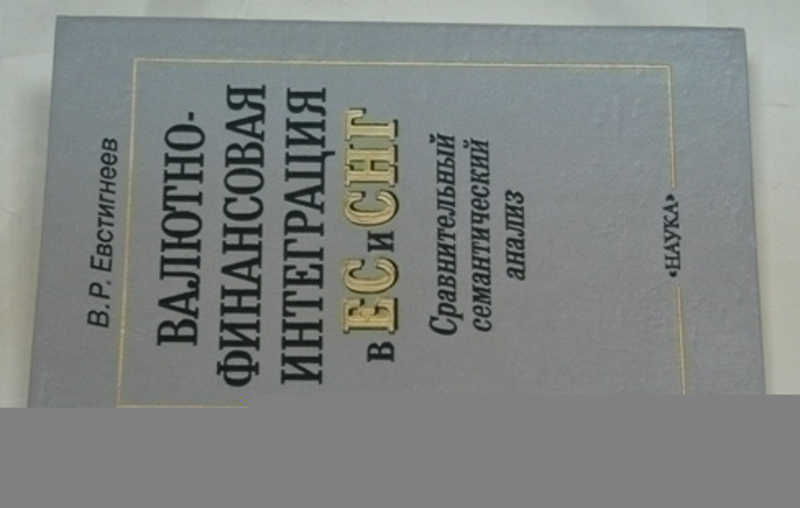 В. Р. Евстигнеев
ВАЛЮТНО-
ФИНАНСОВАЯ
ИНТЕГРАЦИЯ
в ЕС и СНГ
Сравнительный
семантический
анализ
«НАУКА»